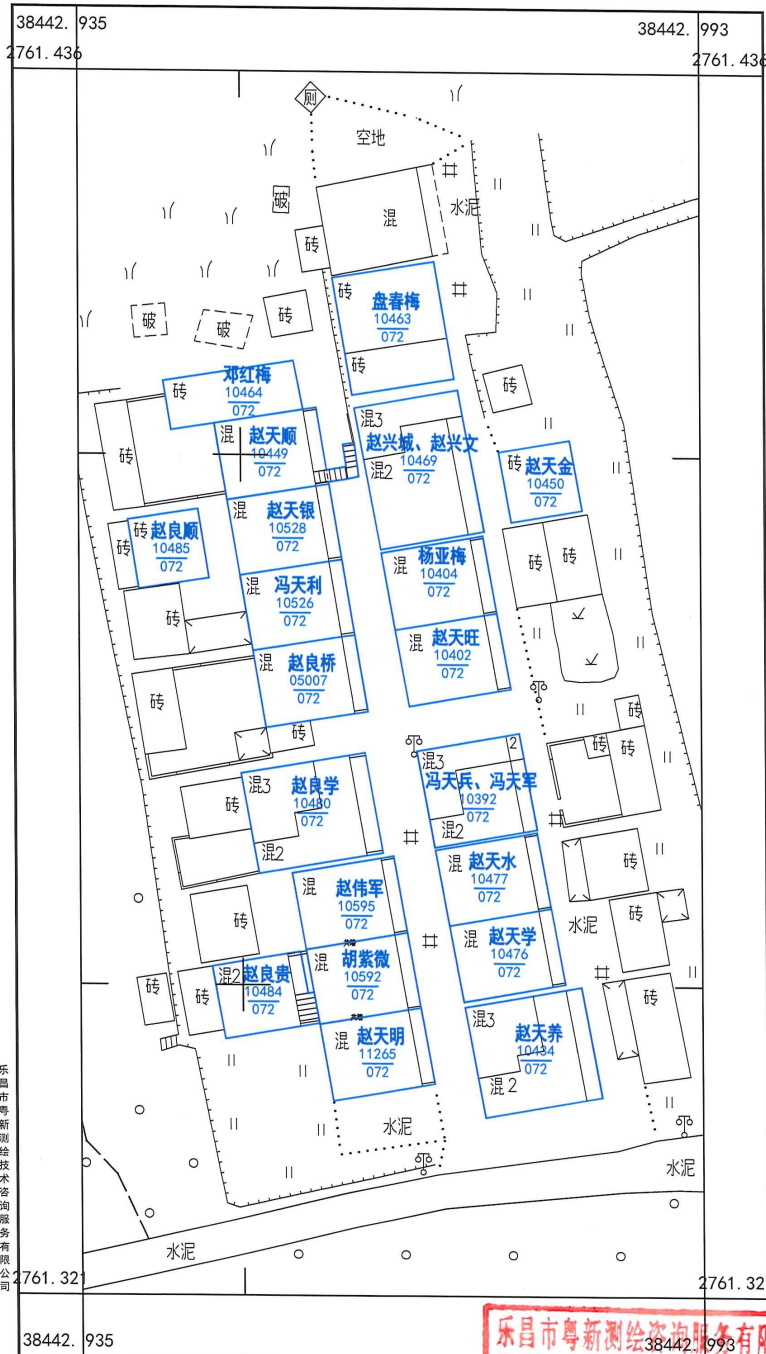 38442. 935
38442. 993
2761.436
2761.436
厕
空地
破
混
水泥
砖
盘春梅
砖
10463
072
破
破
砖
砖
邓红梅
10464
072
砖
砖
混3
赵兴城、赵兴文
10469
072
混2
混
赵天顺
10449
072
砖
砖
赵天金
10450
072
混
赵天银
10528
072
砖
砖
赵良顺
10485
072
混
杨亚梅
10404
072
砖
砖
混
冯天利
10526
072
砖
混
赵天旺
10402
072
混
赵良桥
05007
072
砖
砖
砖
砖
砖
混3
2
冯天兵、冯天军
10392
072
混2
混3
赵良学
10480
072
混2
砖
混
赵天水
10477
072
砖
混
赵伟军
10595
072
砖
混
赵天学
10476
072
水泥
砖
共墙
混
胡紫微
10592
072
混2
赵良贵
10484
072
砖
砖
砖
共墙
混
赵天明
11265
072
混3
赵天养
10434
072
混2
水泥
水泥
水泥
乐昌市粤新测绘技术咨询服务有限公司
2761.321
2761.32
38442. 935
38442. 993
乐昌市粤新测绘咨询服务有限